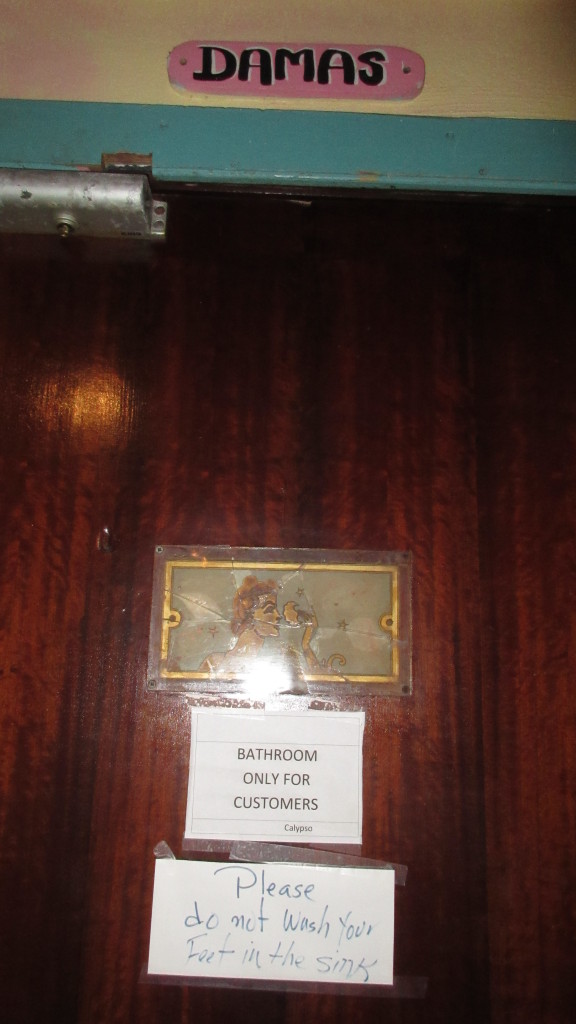 DAMAS
BATHROOM
ONLY FOR
CUSTOMERS
Calypso
Please
do not Wash Your
Feet in the sink